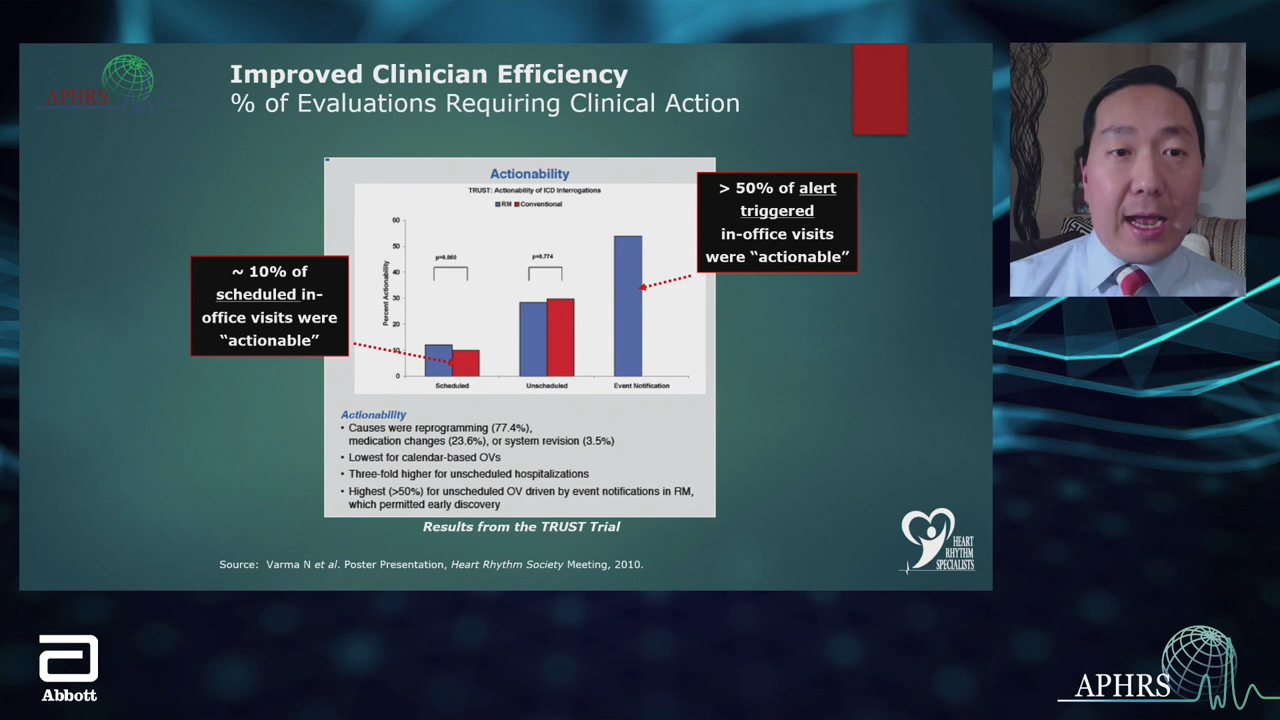 APHRS
Improved Clinician Efficiency
% of Evaluations Requiring Clinical Action
Actionability
TRUST: Actionability of ICD Interrogations
RM Conventional
> 50% of alert
triggered
in-office visits
were “actionable”
~ 10% of
scheduled in-
office visits were
“actionable”
Percent Actionability
60
50
40
30
20
10
0
p=0.060
p=0.774
Scheduled
Unscheduled
Event Notification
Actionability
• Causes were reprogramming (77.4%),
medication changes (23.6%), or system revision (3.5%)
• Lowest for calendar-based OVs
• Three-fold higher for unscheduled hospitalizations
• Highest (>50%) for unscheduled OV driven by event notifications in RM,
which permitted early discovery
Results from the TRUST Trial
Source: Varma N et al. Poster Presentation, Heart Rhythm Society Meeting, 2010.
HEART
RHYTHM
SPECIALISTS
Abbott
APHRS